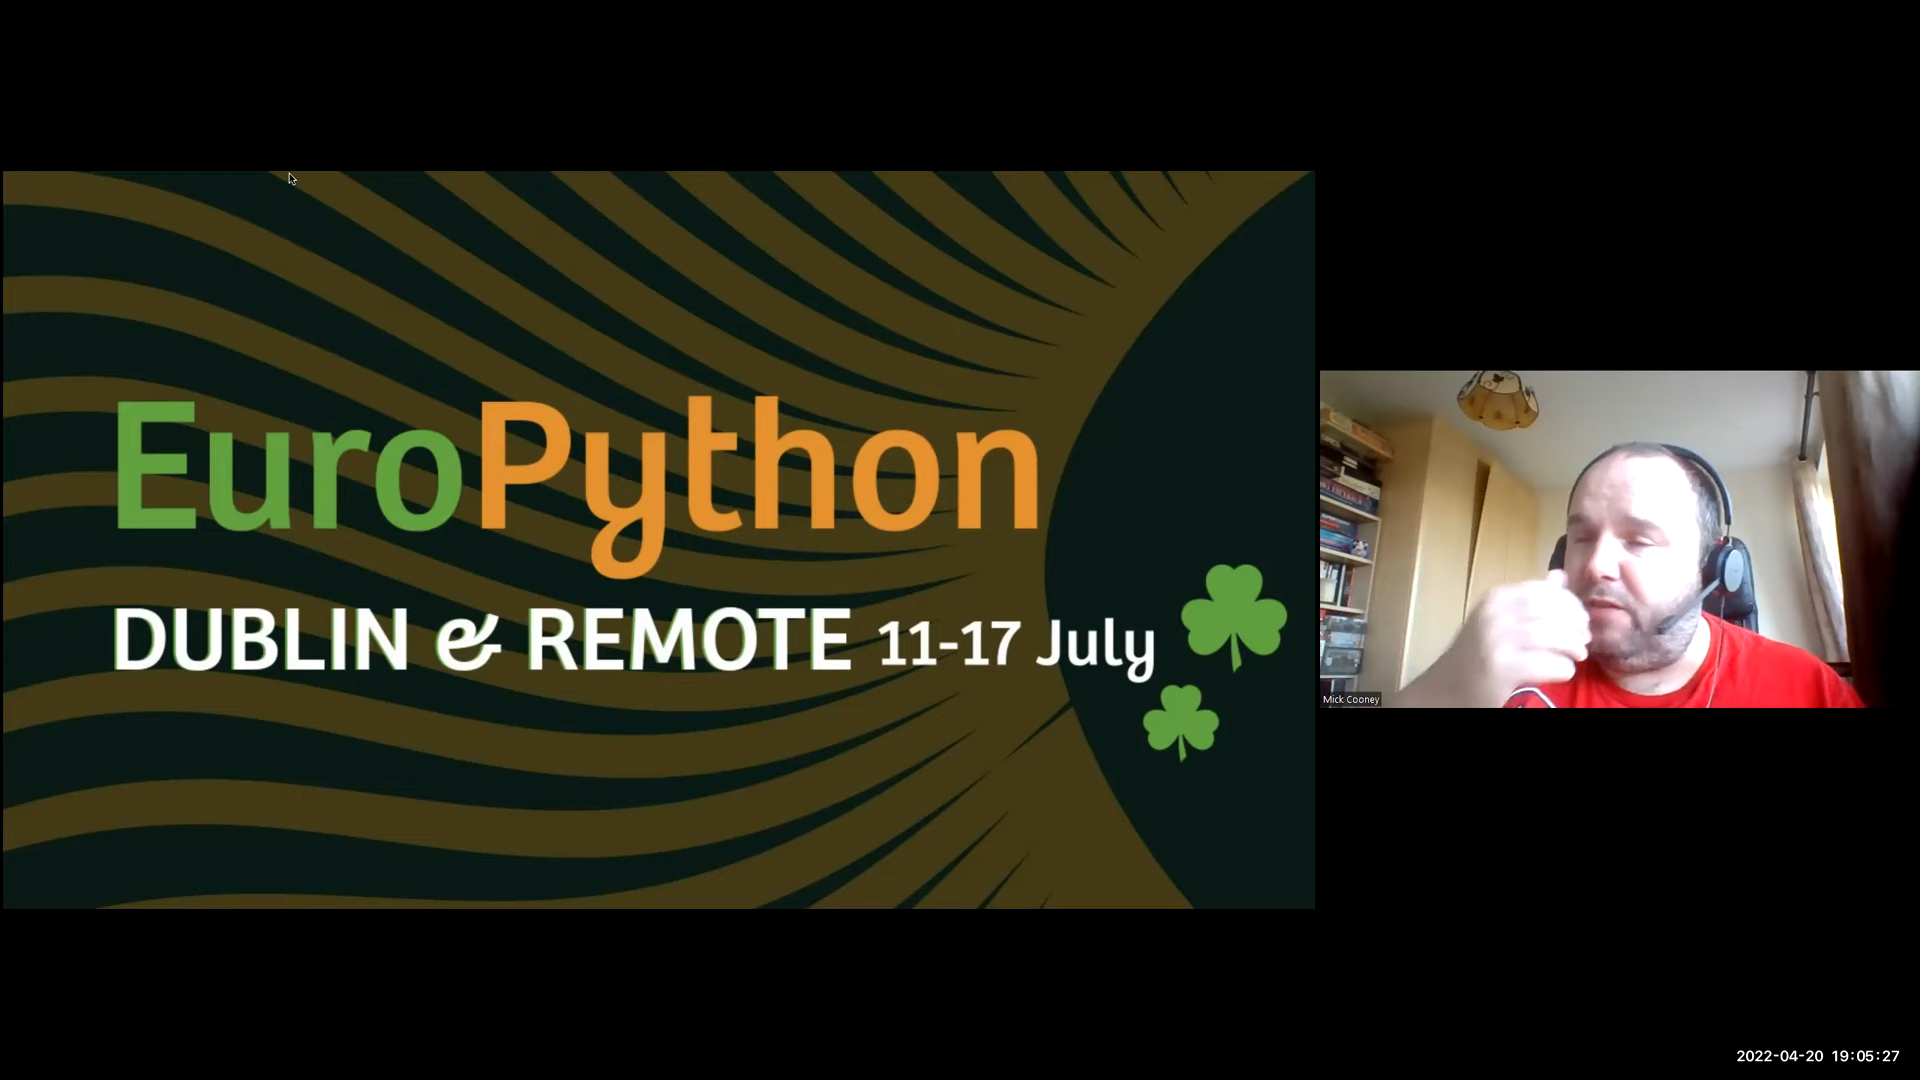 EuroPython
DUBLIN & REMOTE 11-17 July
Mick Cooney
2022-04-20 19:05:27